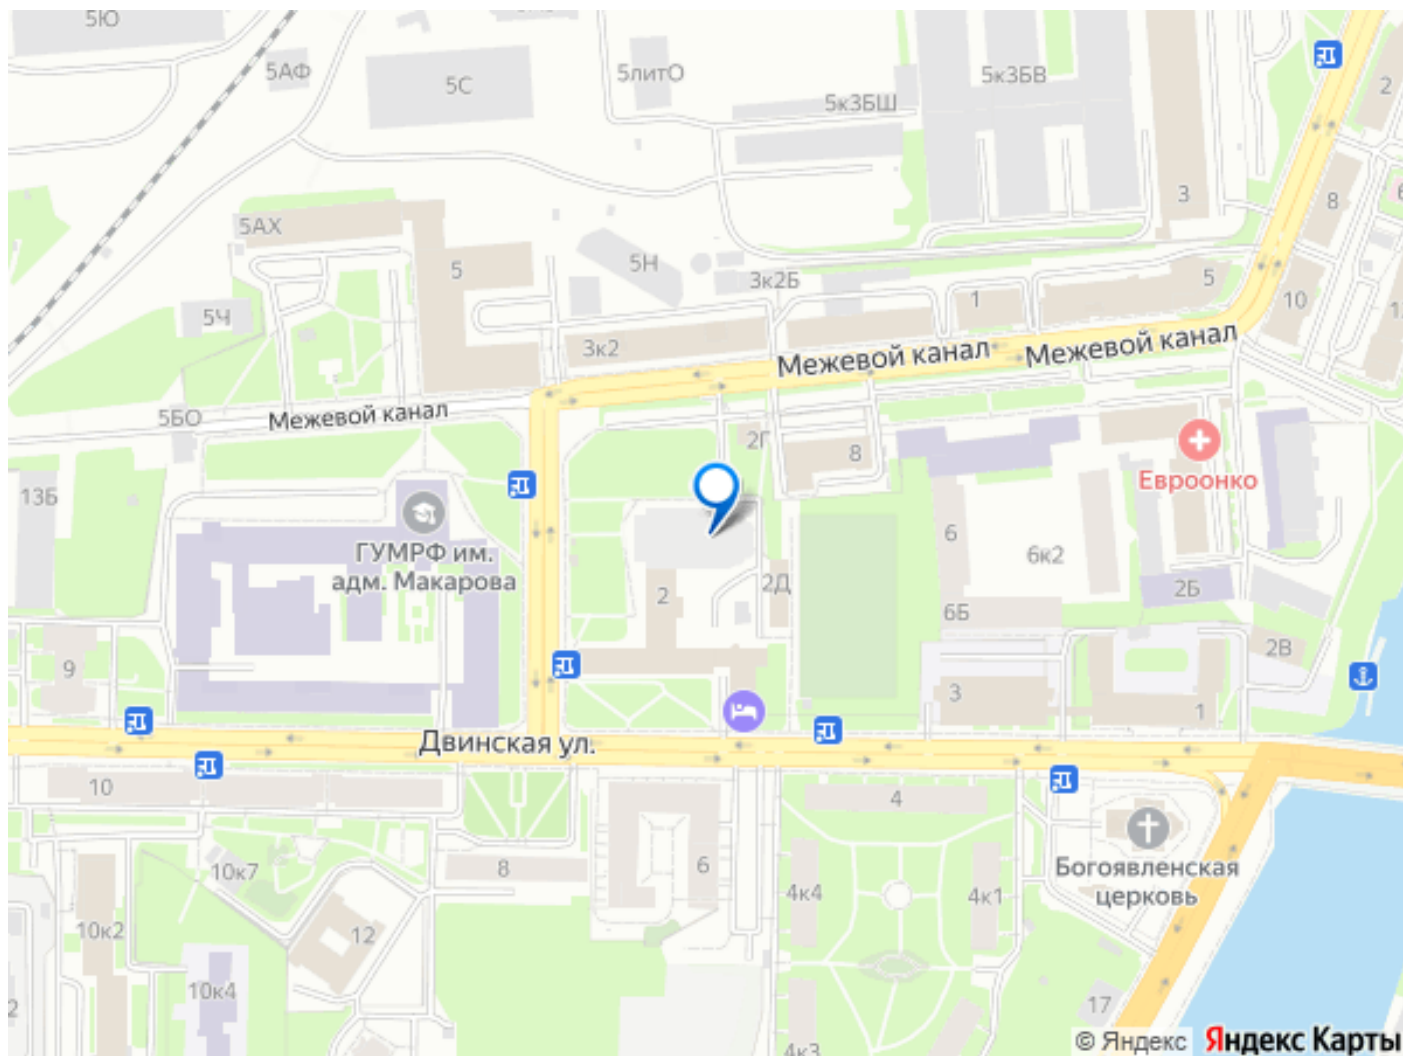 5Ю
5АФ
5С
5литО
5к3БВ
5к3БШ
2
3
8
5АХ
5
5Н
3к2Б
5
1
10
5Ч
3к2
Межевой канал
Межевой канал
Межевой канал
5БО
2Г
8
Евроонко
13Б
ГУМРФ им.
адм. Макарова
6
6к2
2
2Д
2Б
6Б
2В
9
3
1
Двинская ул.
10
4
8
6
10к7
Богоявленская
церковь
4к4
4к1
10к2
12
10к4
17
2
4к3
© Яндекс
Яндекс Карты